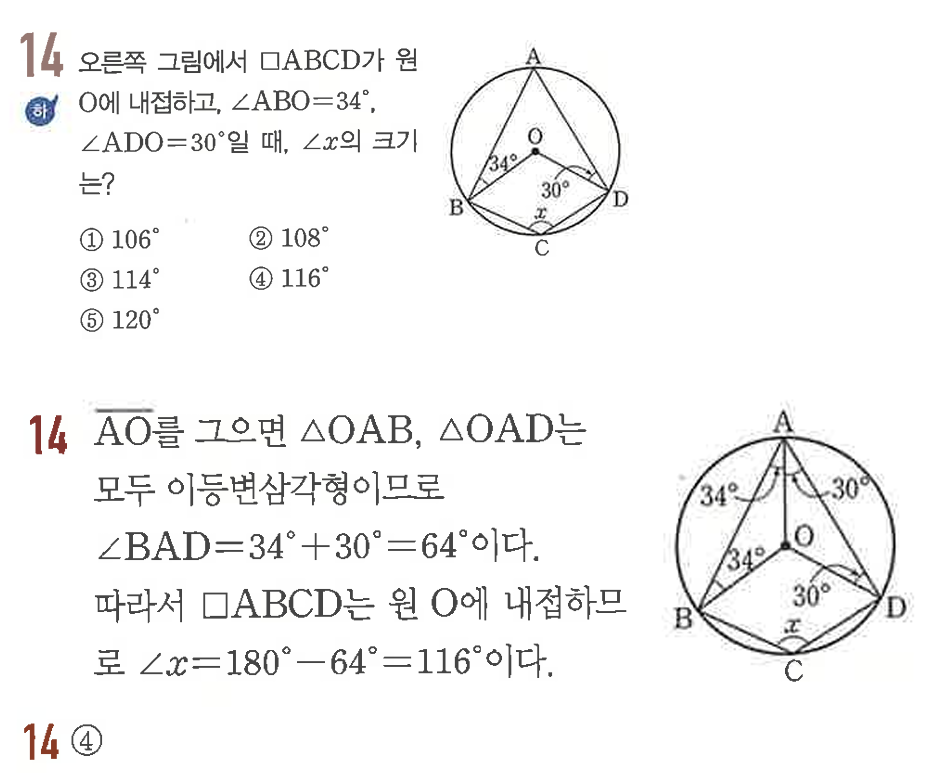 14 오른쪽 그림에서 □ABCD가 원
하 O에 내접하고, ∠ABO=34°,
∠ADO=30°일 때, ∠x의 크기
는?
① 106° ② 108°
③ 114° ④ 116°
⑤ 120°
A
O
34°
30°
B
D
x
C
14 AO를 그으면 △OAB, △OAD는
모두 이등변삼각형이므로
∠BAD=34°+30°=64°이다.
따라서 □ABCD는 원 O에 내접하므
로 ∠x=180°-64°=116°이다.
A
34° 30°
O
34°
30°
B
D
x
C
14 ④